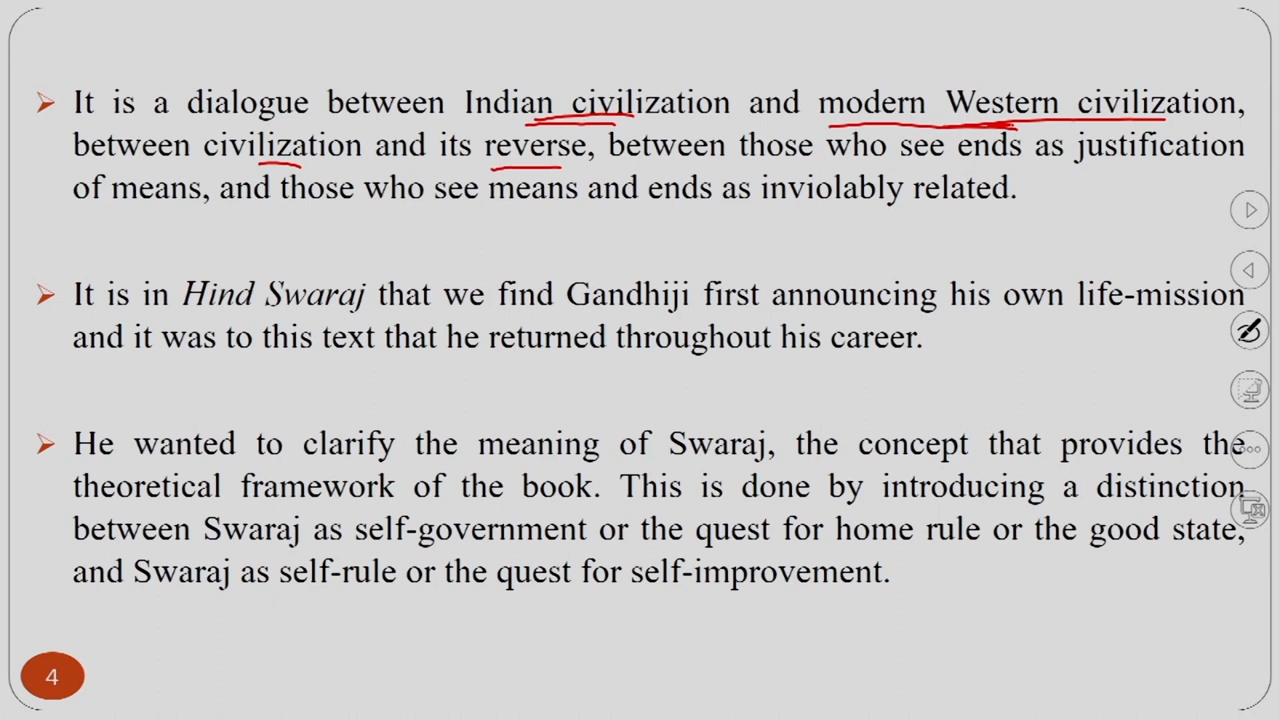 It is a dialogue between Indian civilization and modern Western civilization,
between civilization and its reverse, between those who see ends as justification
of means, and those who see means and ends as inviolably related.
It is in Hind Swaraj that we find Gandhiji first announcing his own life-mission
and it was to this text that he returned throughout his career.
He wanted to clarify the meaning of Swaraj, the concept that provides the
theoretical framework of the book. This is done by introducing a distinction
between Swaraj as self-government or the quest for home rule or the good state,
and Swaraj as self-rule or the quest for self-improvement.
4